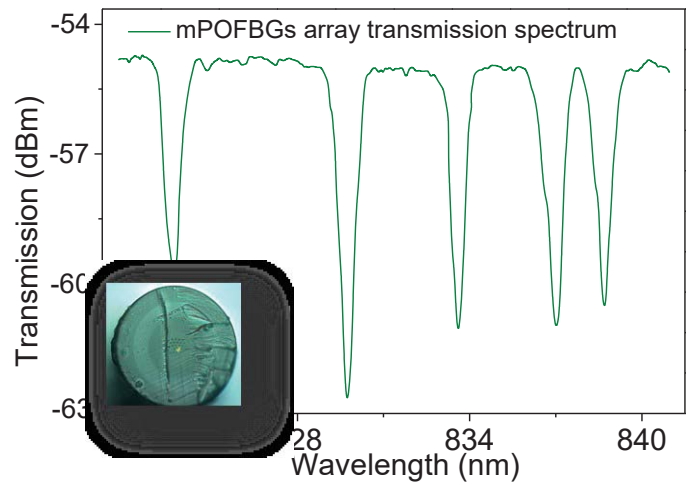 -54
mPOFBGs array transmission spectrum
-57
-60
-63
Transmission (dBm)
28
834
840
Wavelength (nm)